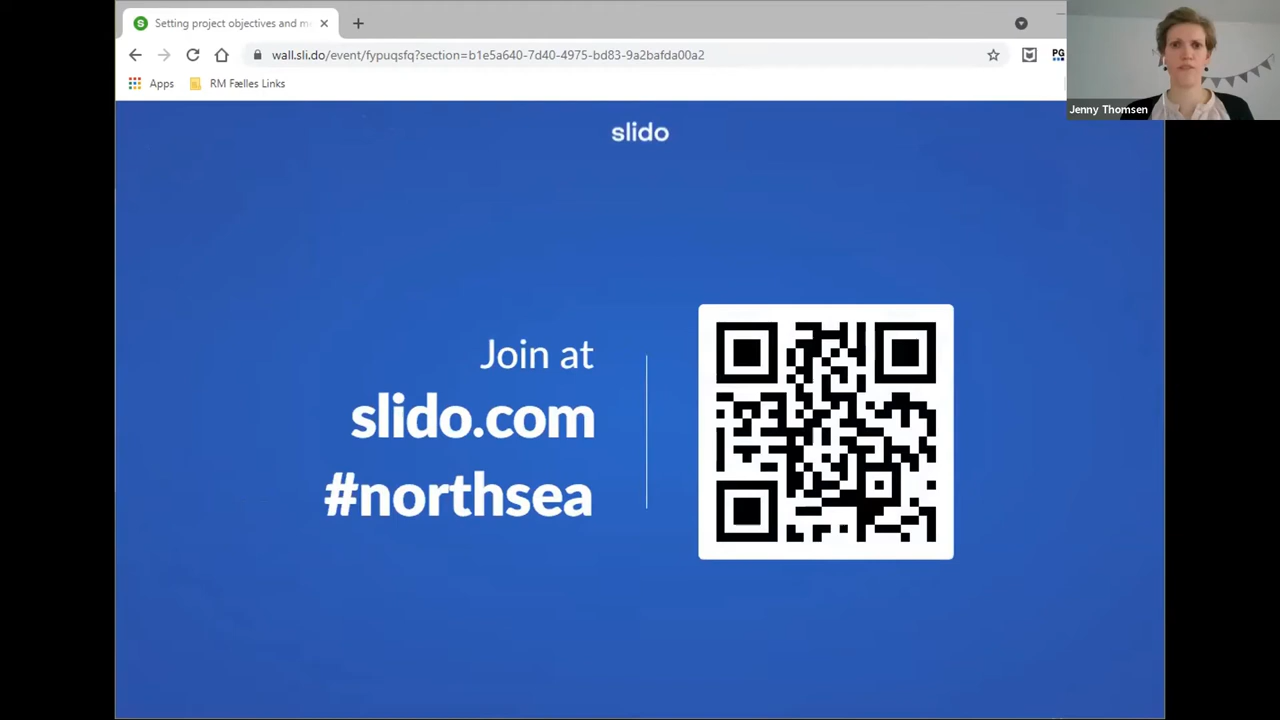 Setting project objectives and m
wall.sli.do/event/fypuqsfq?section=b1e5a640-7d40-4975-bd83-9a2bafda00a2
PG
Apps
RM Fælles Links
Jenny Thomsen
slido
Join at
slido.com
#northsea